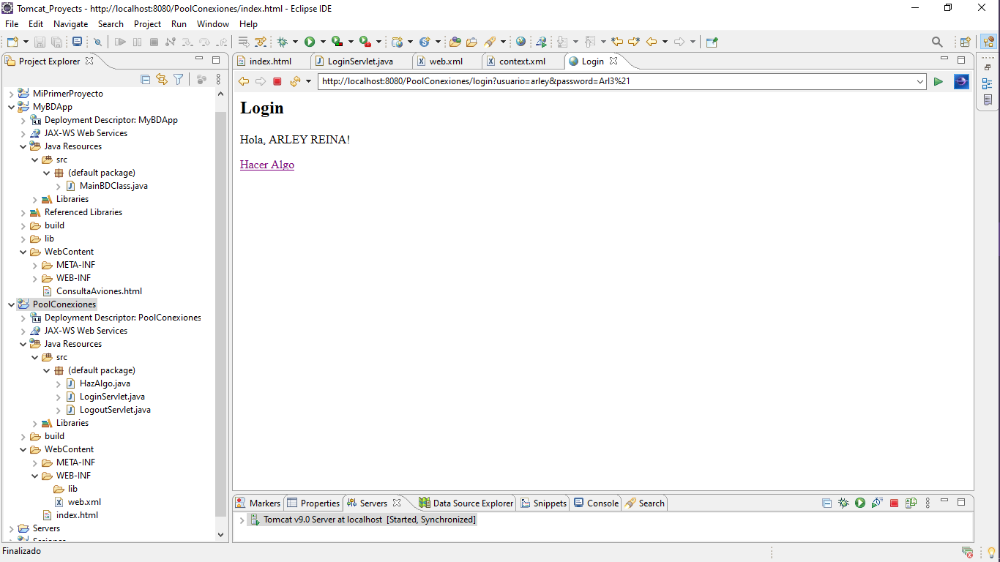 Tomcat_Proyects - http://localhost:8080/PoolConexiones/index.html - Eclipse IDE
File Edit Navigate Search Project Run Window Help
Project Explorer
MiPrimerProyecto
MyBDApp
Deployment Descriptor: MyBDApp
JAX-WS Web Services
Java Resources
src
(default package)
MainBDClass.java
Libraries
Referenced Libraries
build
lib
WebContent
META-INF
WEB-INF
ConsultaAviones.html
PoolConexiones
Deployment Descriptor: PoolConexiones
JAX-WS Web Services
Java Resources
src
(default package)
HazAlgo.java
LoginServlet.java
LogoutServlet.java
Libraries
build
WebContent
META-INF
WEB-INF
lib
web.xml
index.html
Servers
index.html LoginServlet.java web.xml context.xml Login
http://localhost:8080/PoolConexiones/login?usuario=arley&password=Arl3%21
Login
Hola, ARLEY REINA!
Hacer Algo
Markers Properties Servers Data Source Explorer Snippets Console Search
Tomcat v9.0 Server at localhost [Started, Synchronized]
Finalizado